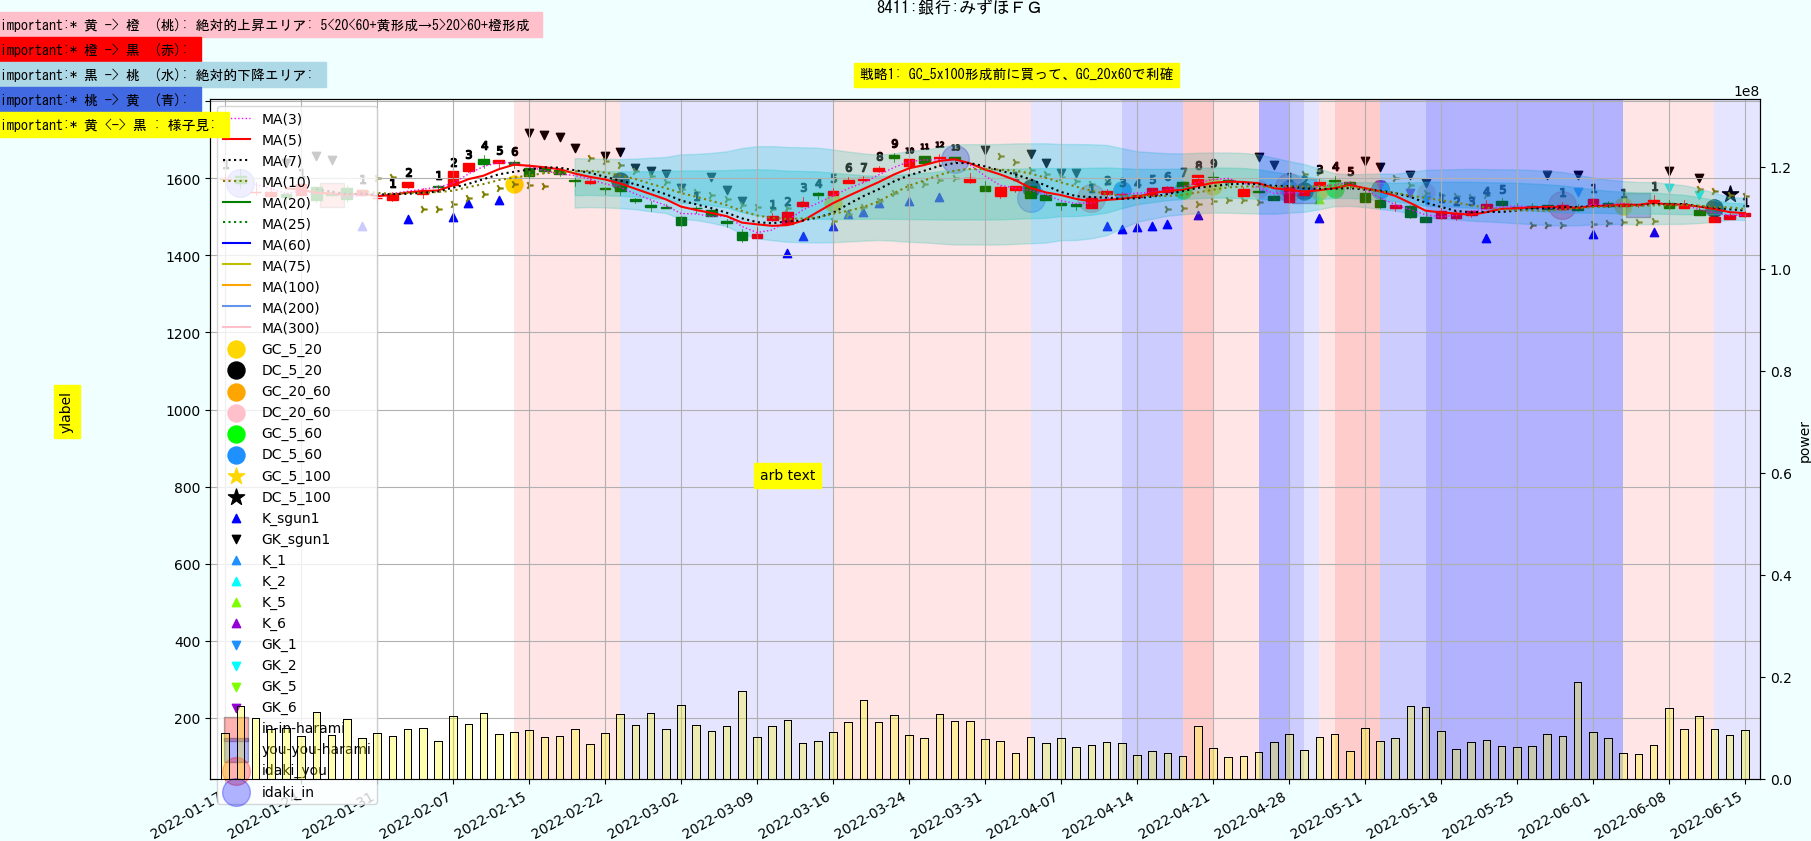 8411:銀行:みずほＦＧ
important:* 黄 -> 橙 (桃): 絶対的上昇エリア: 5<20<60+黄形成→5>20>60+橙形成
important:* 橙 -> 黒 (赤):
important:* 黒 -> 桃 (水): 絶対的下降エリア:
戦略1: GC_5x100形成前に買って、GC_20x60で利確
important:* 桃 -> 黄 (青):
important:* 黄 <-> 黒 : 様子見:
1e8
MA(3)
MA(5)
MA(7)
MA(10)
MA(20)
MA(25)
MA(60)
MA(75)
MA(100)
MA(200)
MA(300)
GC_5_20
DC_5_20
GC_20_60
DC_20_60
GC_5_60
DC_5_60
GC_5_100
DC_5_100
K_sgun1
GK_sgun1
K_1
K_2
K_5
K_6
GK_1
GK_2
GK_5
GK_6
in-in-harami
you-you-harami
idaki_you
idaki_in
1600
1400
1200
1000
800
600
400
200
ylabel
arb text
1.2
1.0
0.8
0.6
0.4
0.2
0.0
power
2022-01-17
2022-01-24
2022-01-31
2022-02-07
2022-02-15
2022-02-22
2022-03-02
2022-03-09
2022-03-16
2022-03-24
2022-03-31
2022-04-07
2022-04-14
2022-04-21
2022-04-28
2022-05-11
2022-05-18
2022-05-25
2022-06-01
2022-06-08
2022-06-15